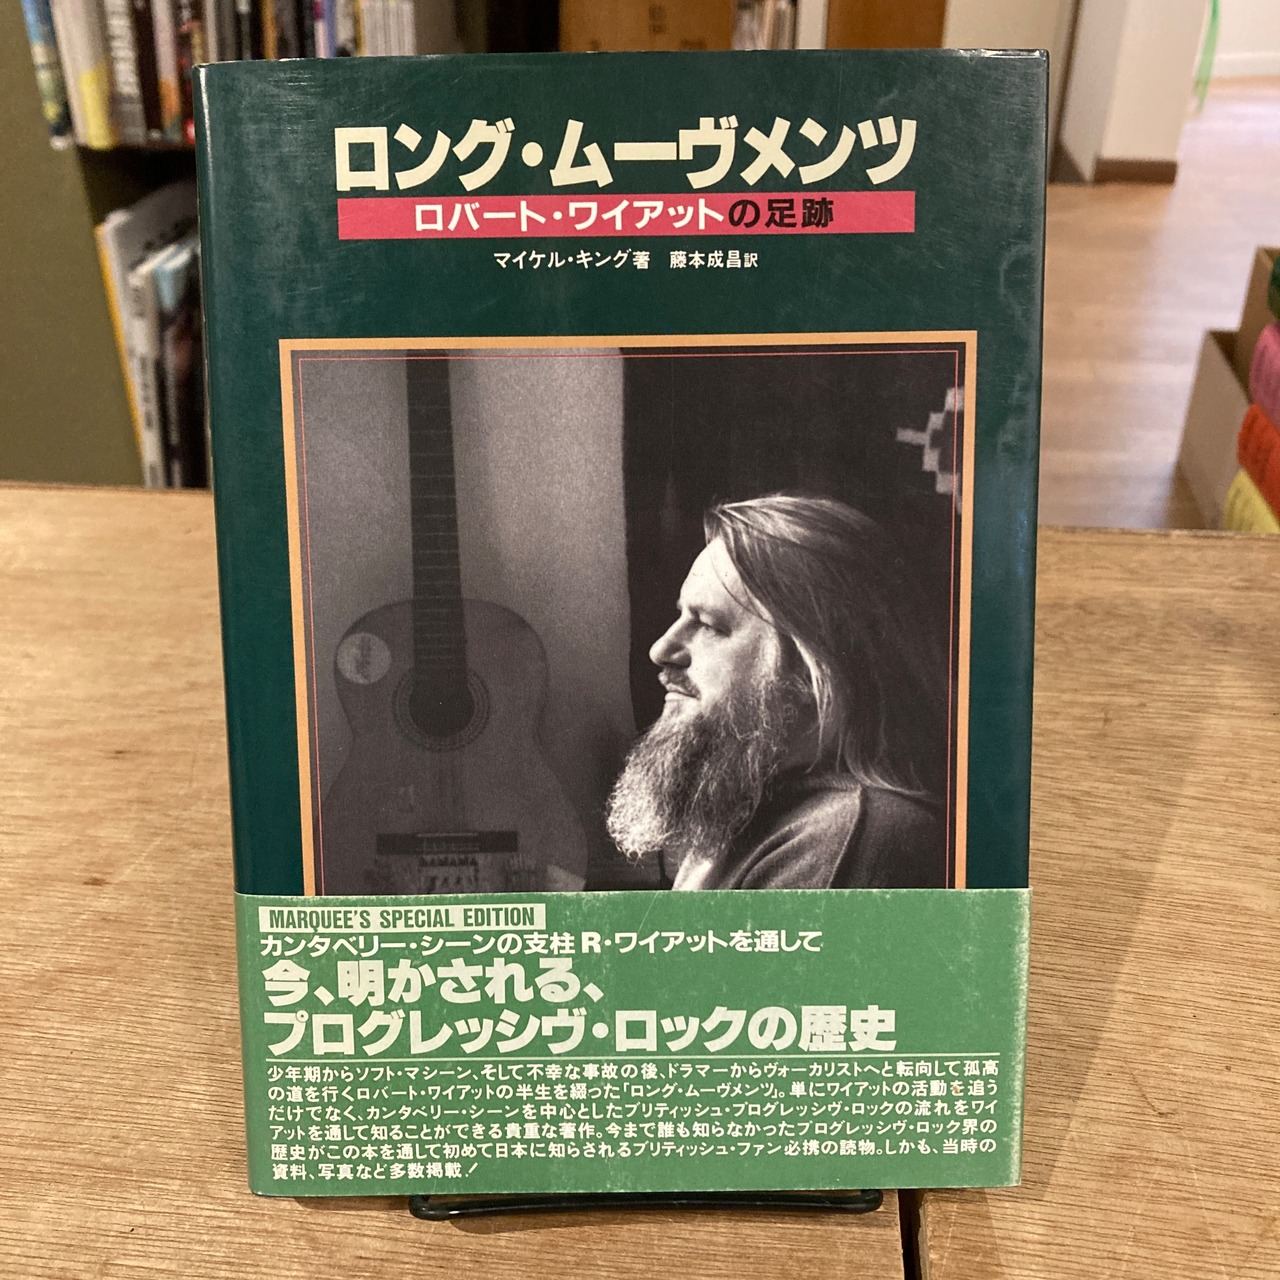 ロング・ムーヴメンツ
ロバート・ワイアットの足跡
マイケル・キング著 藤本成昌訳
MARQUEE'S SPECIAL EDITION
カンタベリー・シーンの支柱R・ワイアットを通して
今、明かされる、
プログレッシヴ・ロックの歴史
少年期からソフト・マシーン、そして不幸な事故の後、ドラマーからヴォーカリストへと転向して孤高
の道を行くロバート・ワイアットの半生を綴った「ロング・ムーヴメンツ」。単にワイアットの活動を追う
だけでなく、カンタベリー・シーンを中心としたブリティッシュ・プログレッシヴ・ロックの流れをワイ
アットを通して知ることができる貴重な著作。今まで誰も知らなかったプログレッシヴ・ロック界の
歴史がこの本を通して初めて日本に知らされるブリティッシュ・ファン必携の読物。しかも、当時の
資料、写真など多数掲載!